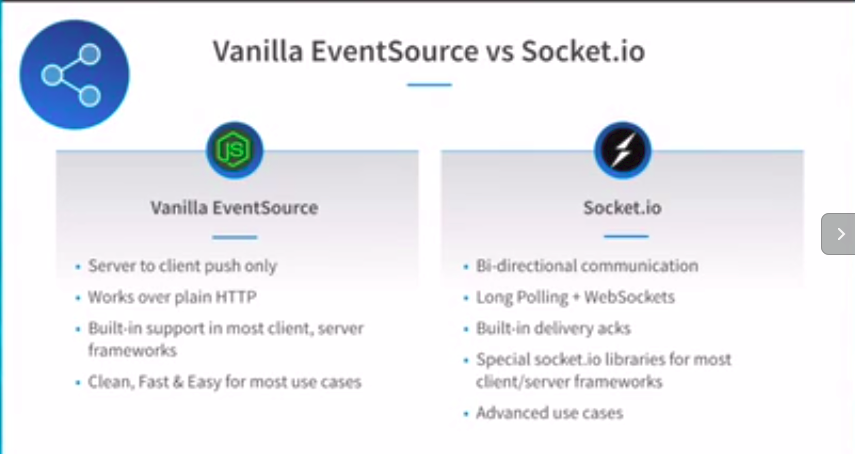 Vanilla EventSource vs Socket.io
JS
Vanilla EventSource
Server to client push only
Works over plain HTTP
Built-in support in most client, server
frameworks
Clean, Fast & Easy for most use cases
Socket.io
Bi-directional communication
Long Polling + WebSockets
Built-in delivery acks
Special socket.io libraries for most
client/server frameworks
Advanced use cases